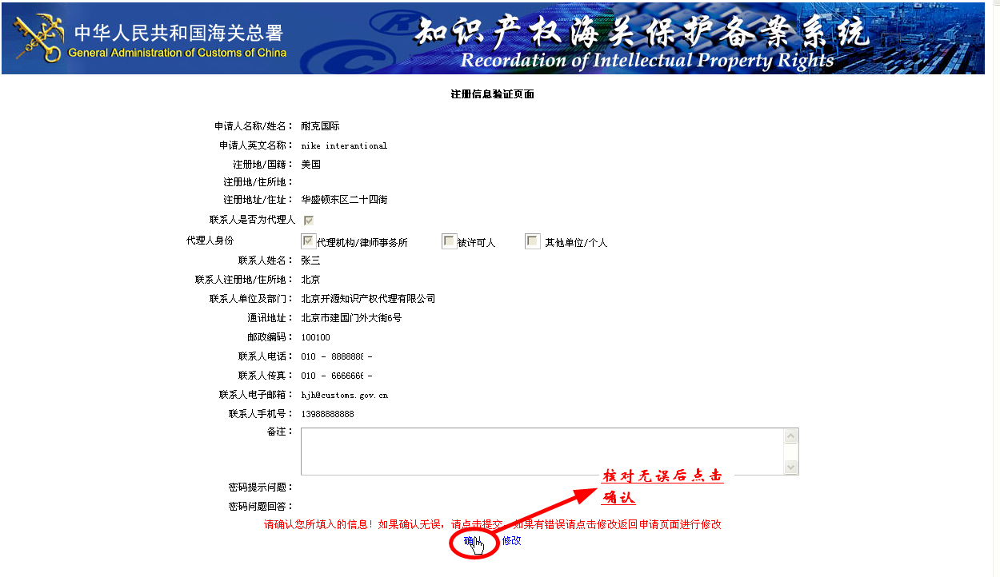 中华人民共和国海关总署
General Administration of Customs of China
知识产权海关保护备案系统
Recordation of Intellectual Property Rights
注册信息验证页面
申请人名称/姓名： 耐克国际
申请人英文名称： nike interantional
注册地/国籍： 美国
注册地/住所地：
注册地址/住址： 华盛顿东区二十四街
联系人是否为代理人
代理人身份 代理机构/律师事务所 被许可人 其他单位/个人
联系人姓名： 张三
联系人注册地/住所地： 北京
联系人单位及部门： 北京开源知识产权代理有限公司
通讯地址： 北京市建国门外大街6号
邮政编码： 100100
联系人电话： 010 - 8888888 -
联系人传真： 010 - 6666666 -
联系人电子邮箱： hjh@customs.gov.cn
联系人手机号： 13988888888
备注：
核对无误后点击
确认
密码提示问题：
密码问题回答：
请确认您所填入的信息！如果确认无误，请点击提交。如果有错误请点击修改返回申请页面进行修改
确认 修改